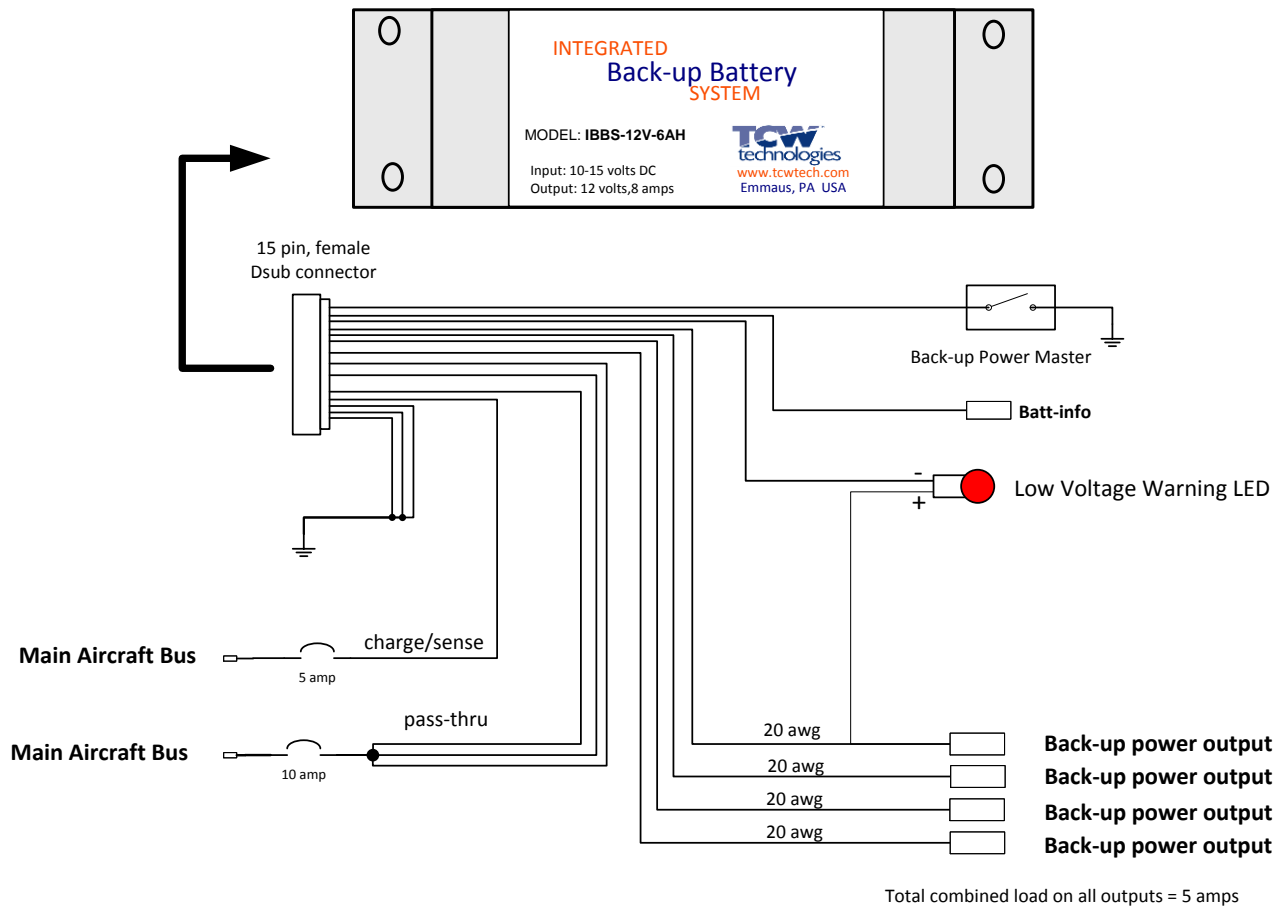 INTEGRATED
Back-up Battery
SYSTEM
MODEL: IBBS-12V-6AH
Input: 10-15 volts DC
Output: 12 volts,8 amps
TCW
technologies
www.tcwtech.com
Emmaus, PA  USA
15 pin, female
Dsub connector
Back-up Power Master
Batt-info
-
+
Low Voltage Warning LED
Main Aircraft Bus
5 amp
charge/sense
Main Aircraft Bus
10 amp
pass-thru
20 awg
Back-up power output
20 awg
Back-up power output
20 awg
Back-up power output
20 awg
Back-up power output
Total combined load on all outputs = 5 amps